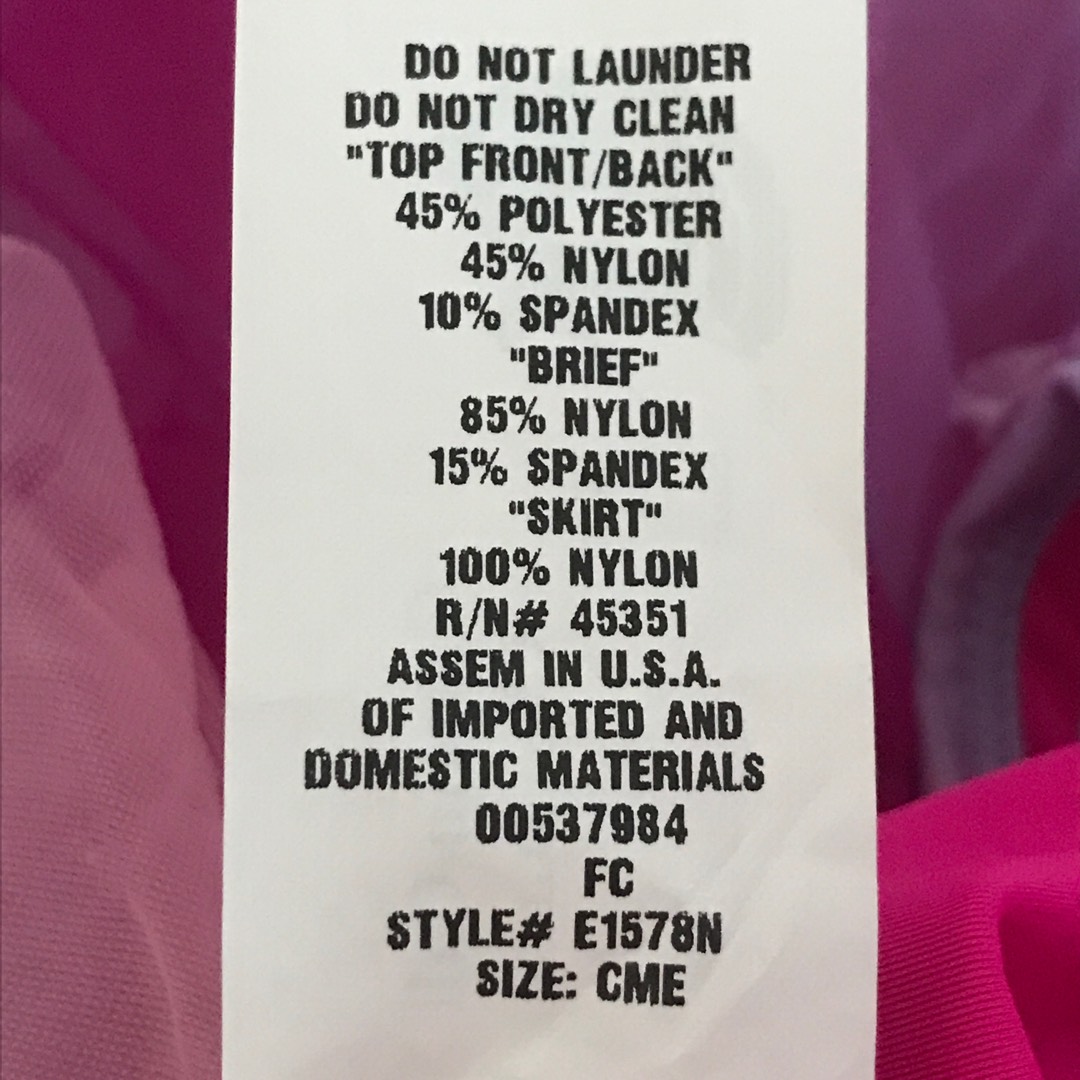 DO NOT LAUNDER
DO NOT DRY CLEAN
"TOP FRONT/BACK"
45% POLYESTER
45% NYLON
10% SPANDEX
"BRIEF"
85% NYLON
15% SPANDEX
"SKIRT"
100% NYLON
R/N# 45351
ASSEM IN U.S.A.
OF IMPORTED AND
DOMESTIC MATERIALS
00537984
FC
STYLE# E1578N
SIZE: CME